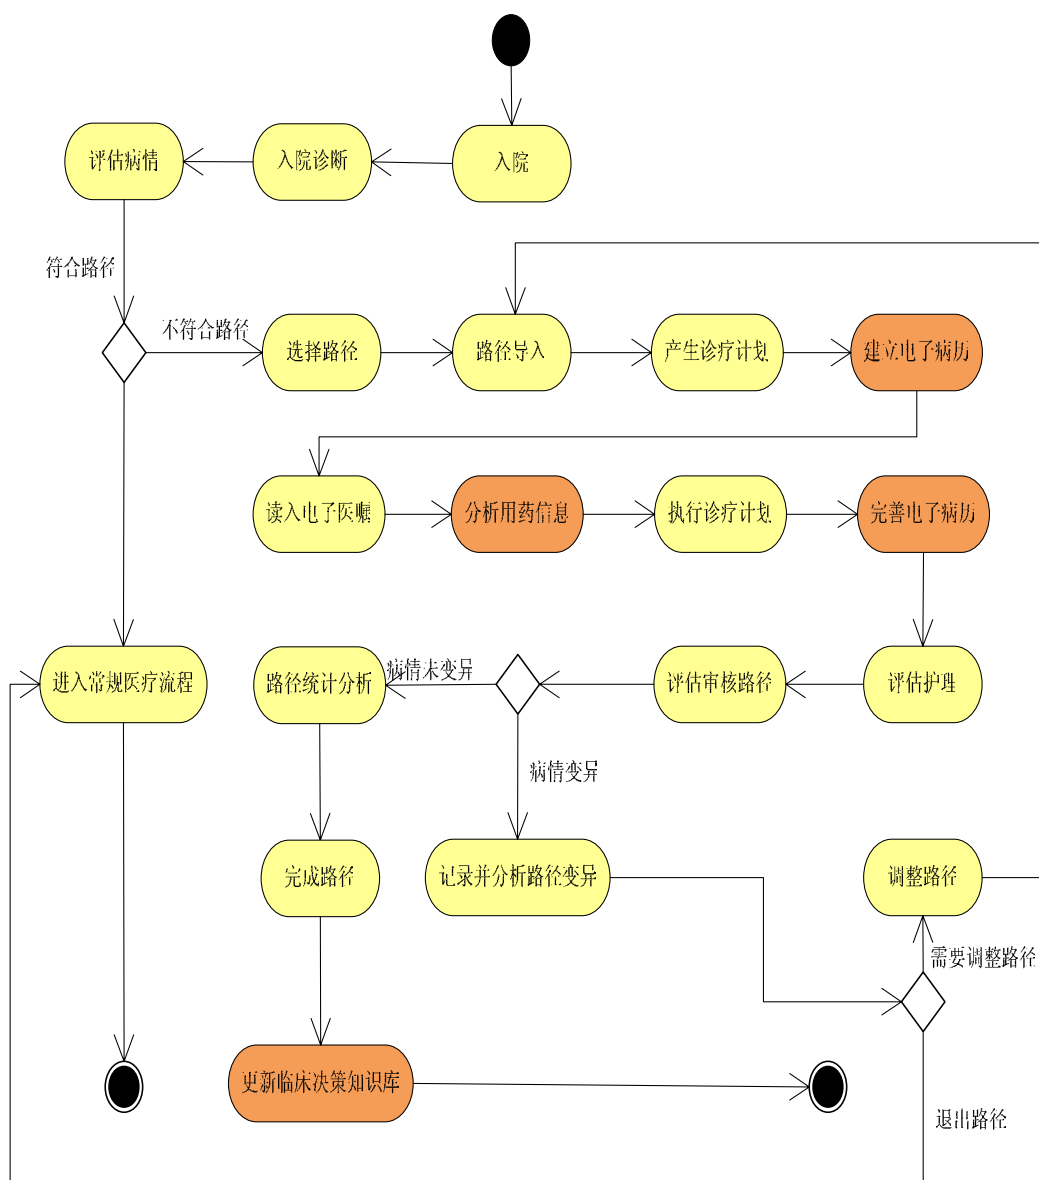 入院
入院诊断
评估病情
符合路径
不符合路径
选择路径
路径导入
产生诊疗计划
建立电子病历
读入电子医嘱
分析用药信息
执行诊疗计划
完善电子病历
进入常规医疗流程
路径统计分析
病情未变异
评估审核路径
评估护理
病情变异
完成路径
记录并分析路径变异
调整路径
需要调整路径
更新临床决策知识库
退出路径